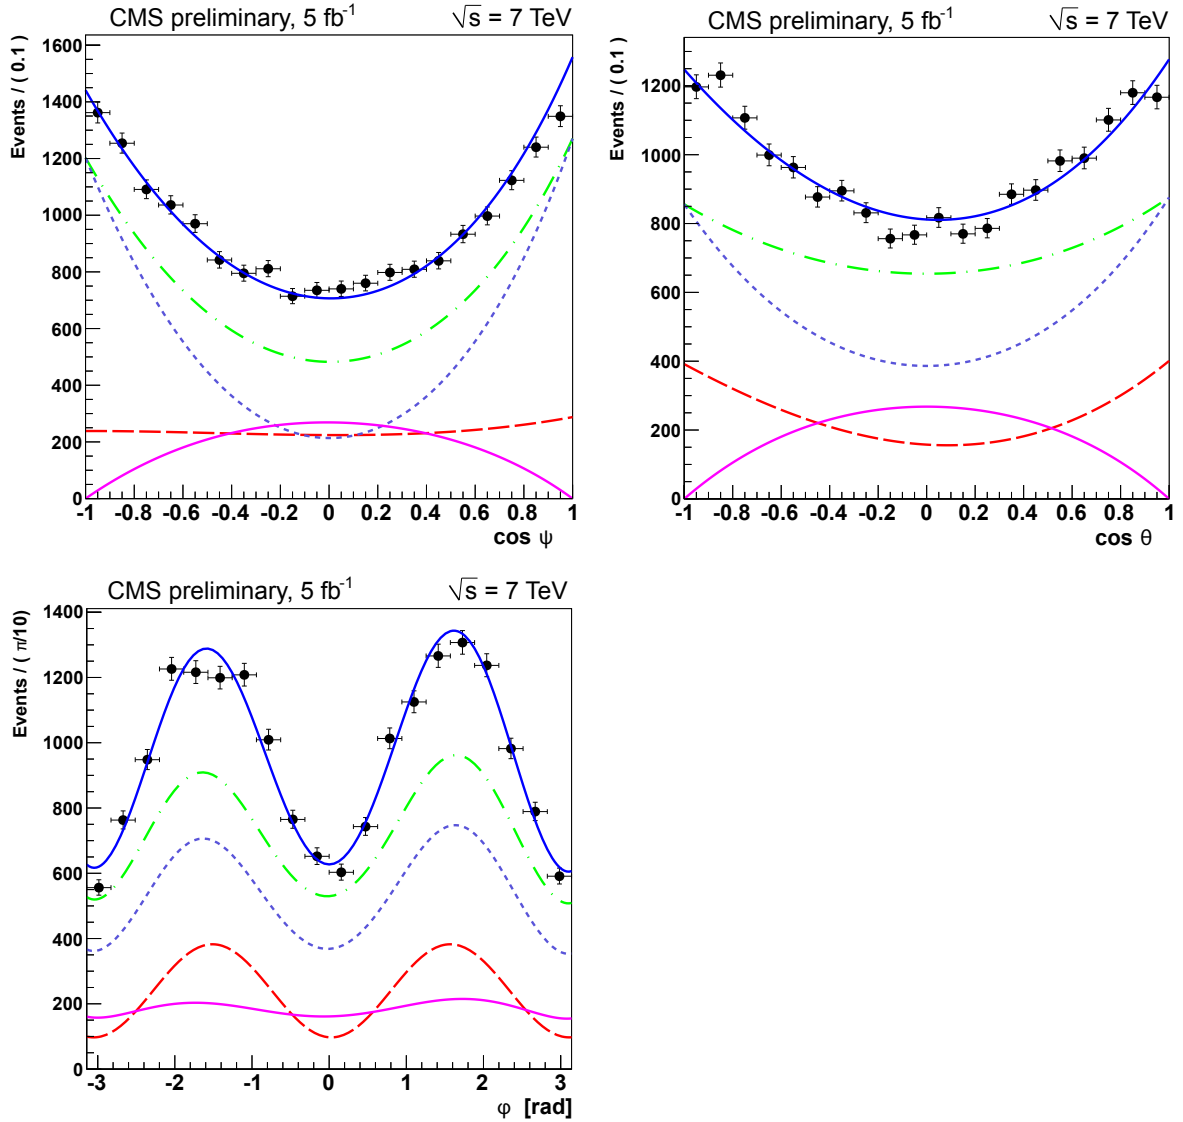 CMS preliminary, 5 fb-1 √s = 7 TeV
Events / ( 0.1 )
1600
1400
1200
1000
800
600
400
200
0
-1 -0.8 -0.6 -0.4 -0.2 0 0.2 0.4 0.6 0.8 1
cos ψ
CMS preliminary, 5 fb-1 √s = 7 TeV
Events / ( 0.1 )
1200
1000
800
600
400
200
0
-1 -0.8 -0.6 -0.4 -0.2 0 0.2 0.4 0.6 0.8 1
cos θ
CMS preliminary, 5 fb-1 √s = 7 TeV
Events / ( π/10)
1400
1200
1000
800
600
400
200
0
-3 -2 -1 0 1 2 3
φ [rad]